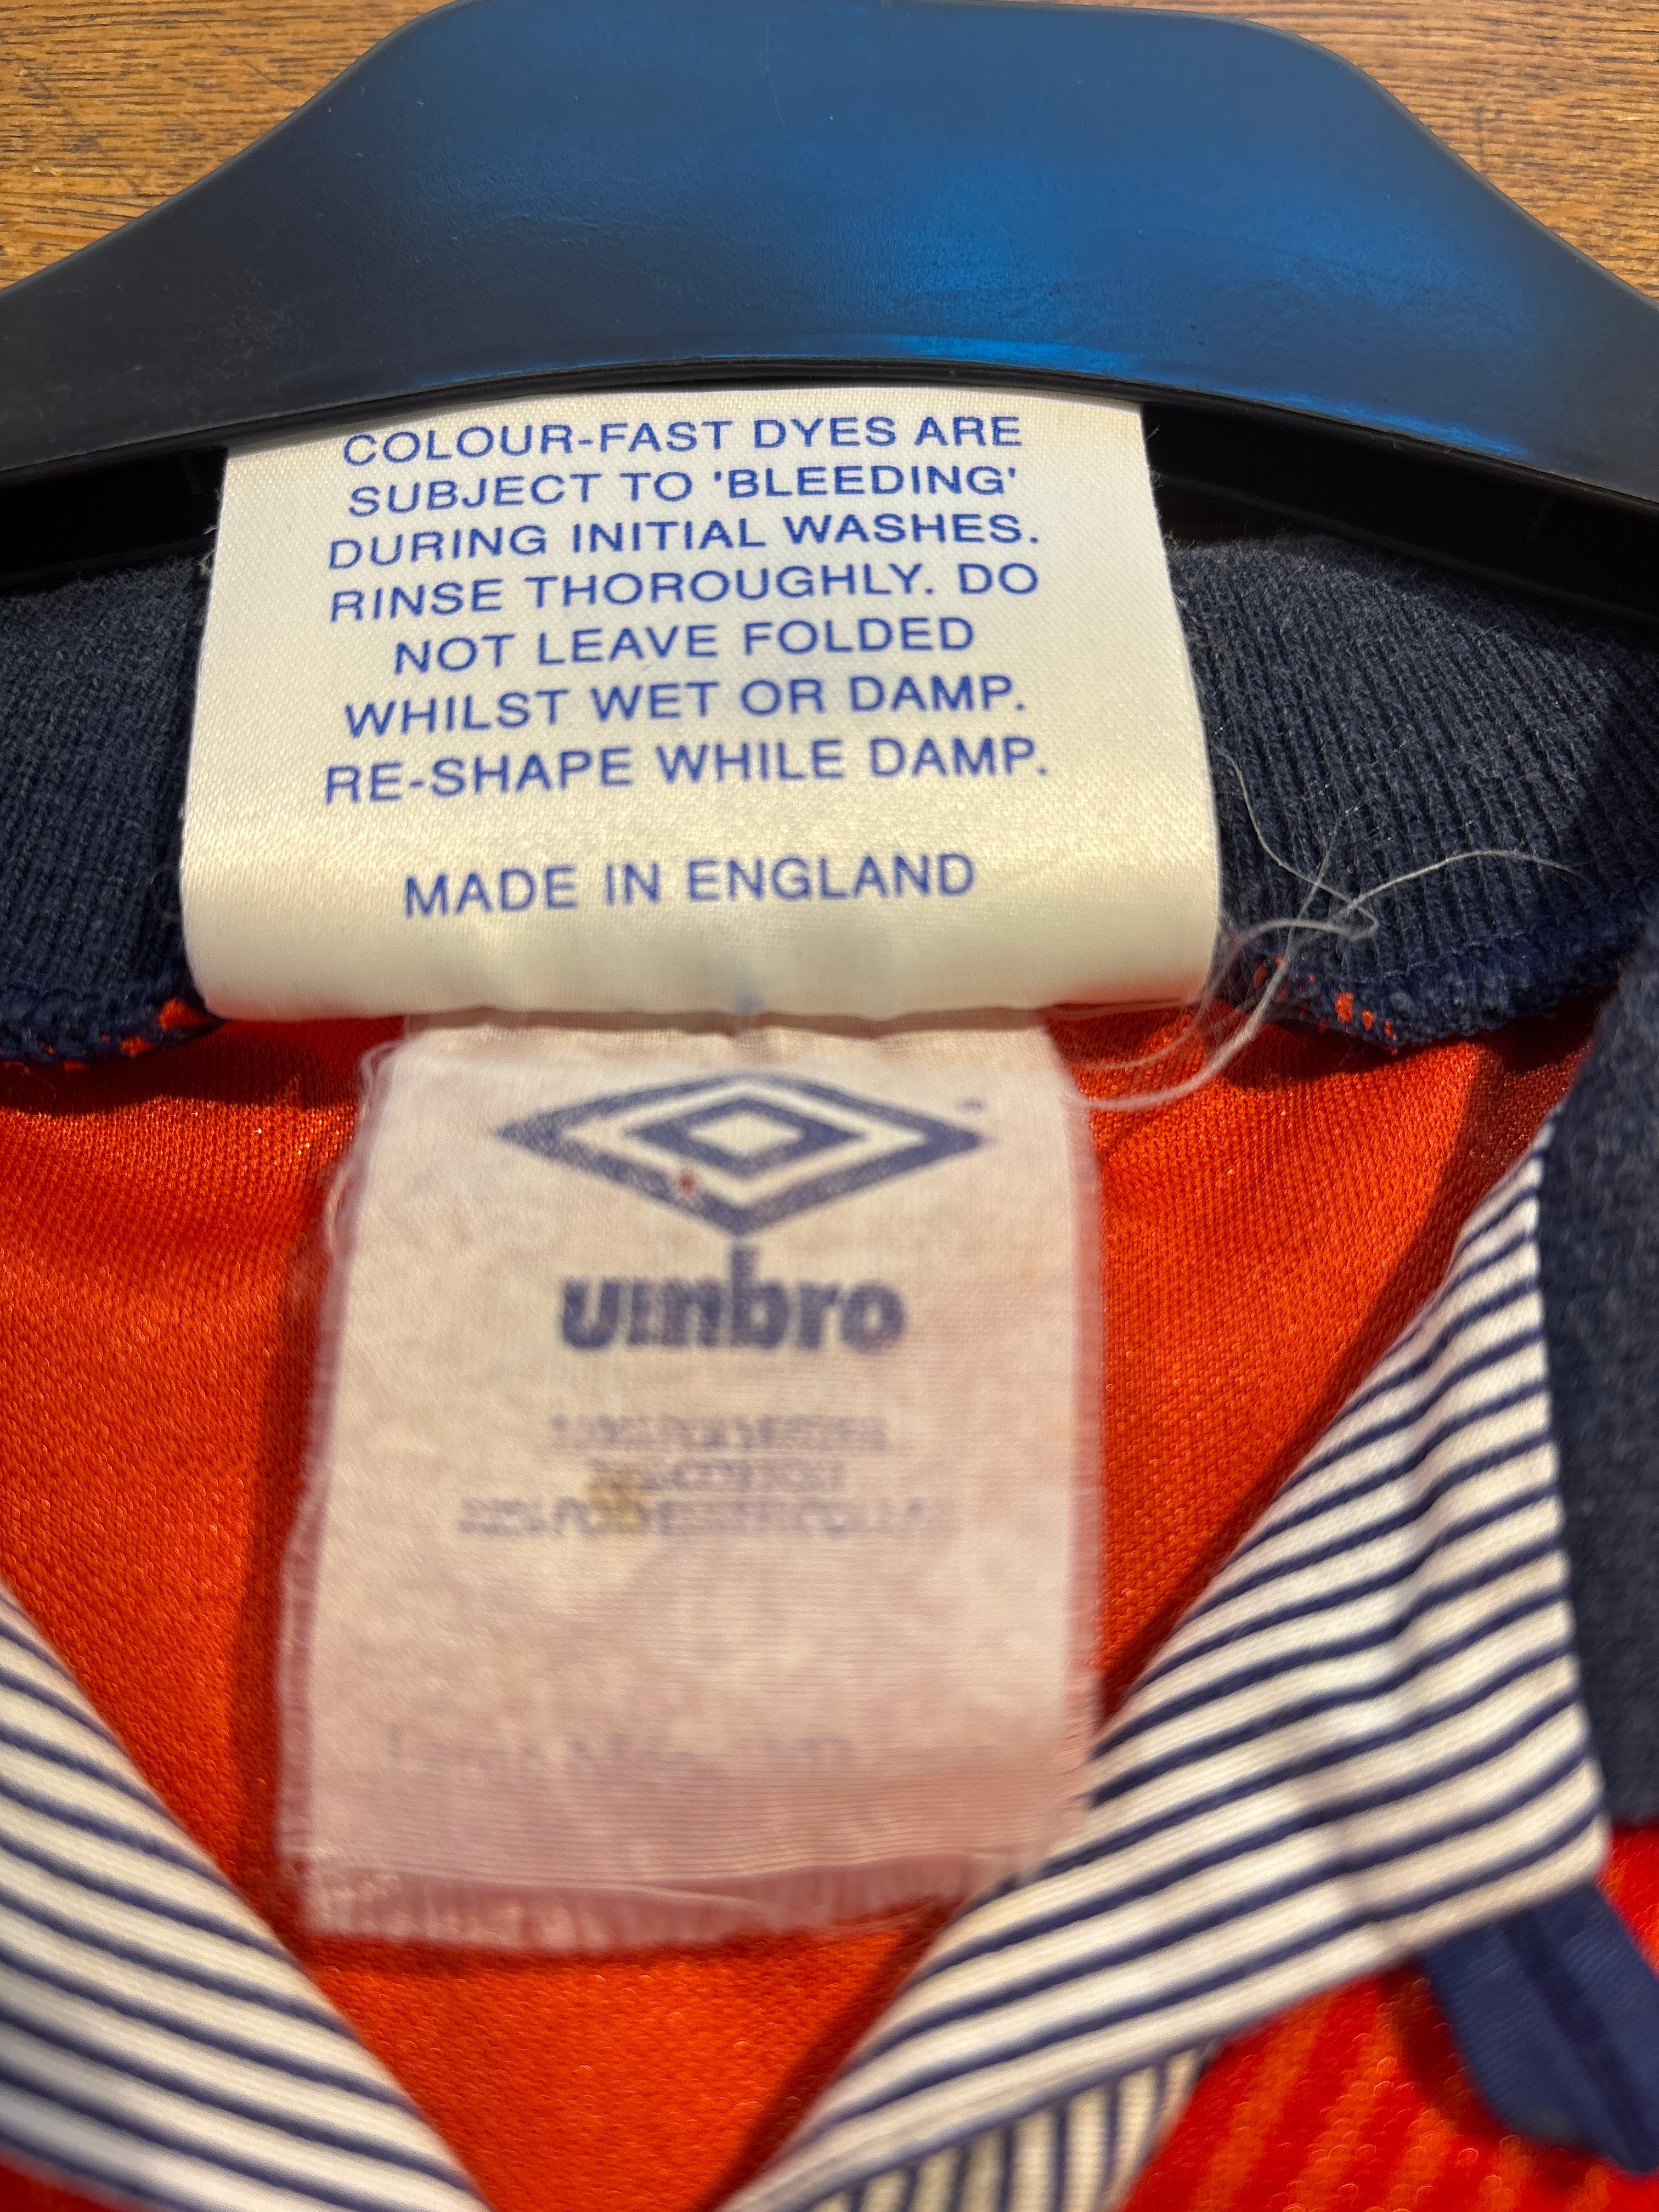 COLOUR-FAST DYES ARE
SUBJECT TO 'BLEEDING'
DURING INITIAL WASHES.
RINSE THOROUGHLY. DO
NOT LEAVE FOLDED
WHILST WET OR DAMP.
RE-SHAPE WHILE DAMP.
MADE IN ENGLAND
umbro
POLYESTER